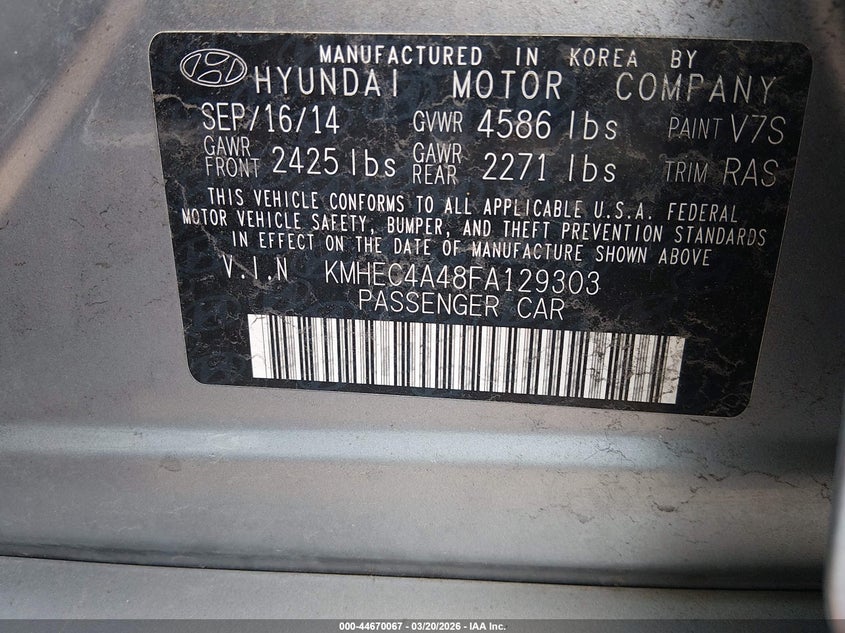 MANUFACTURED IN KOREA BY
HYUNDAI MOTOR COMPANY
SEP/16/14 GVWR 4586 lbs PAINT V7S
GAWR FRONT 2425 lbs GAWR REAR 2271 lbs TRIM RAS
THIS VEHICLE CONFORMS TO ALL APPLICABLE U.S.A. FEDERAL
MOTOR VEHICLE SAFETY, BUMPER, AND THEFT PREVENTION STANDARDS
IN EFFECT ON THE DATE OF MANUFACTURE SHOWN ABOVE
V.I.N KMHEC4A48FA129303
PASSENGER CAR
000-44670067 — 03/20/2026 — IAA Inc.